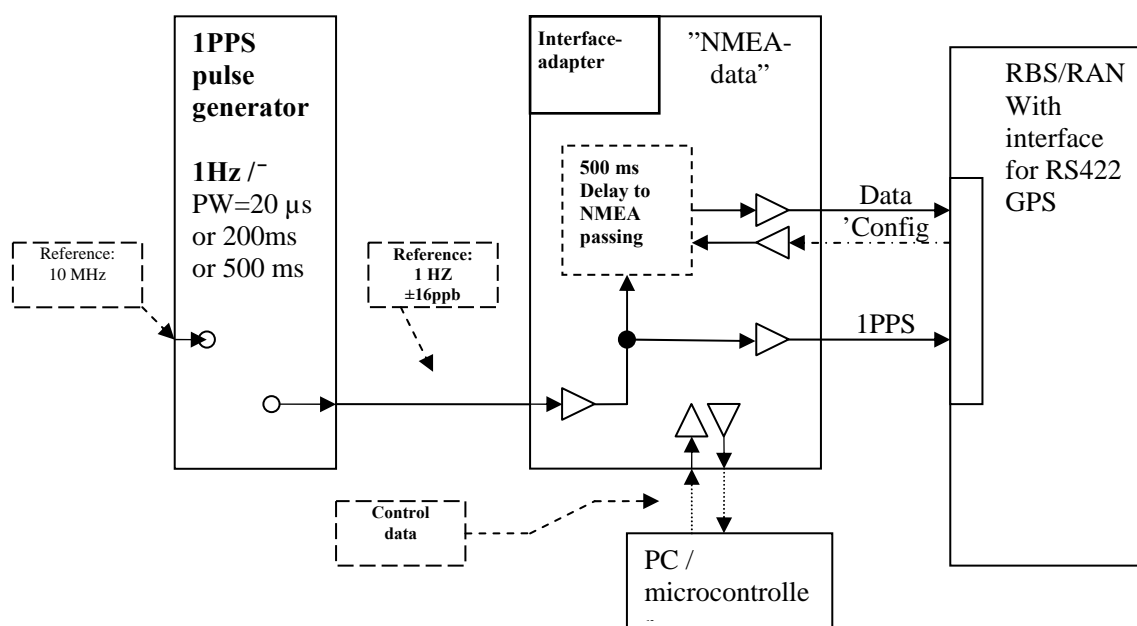 1PPS
pulse
generator
1Hz /⁻
PW=20 µs
or 200ms
or 500 ms
Reference:
10 MHz
Reference:
1 HZ
±16ppb
Interface-
adapter
”NMEA-
data”
500 ms
Delay to
NMEA
passing
Data
’Config
1PPS
RBS/RAN
With
interface
for RS422
GPS
Control
data
PC /
microcontrolle